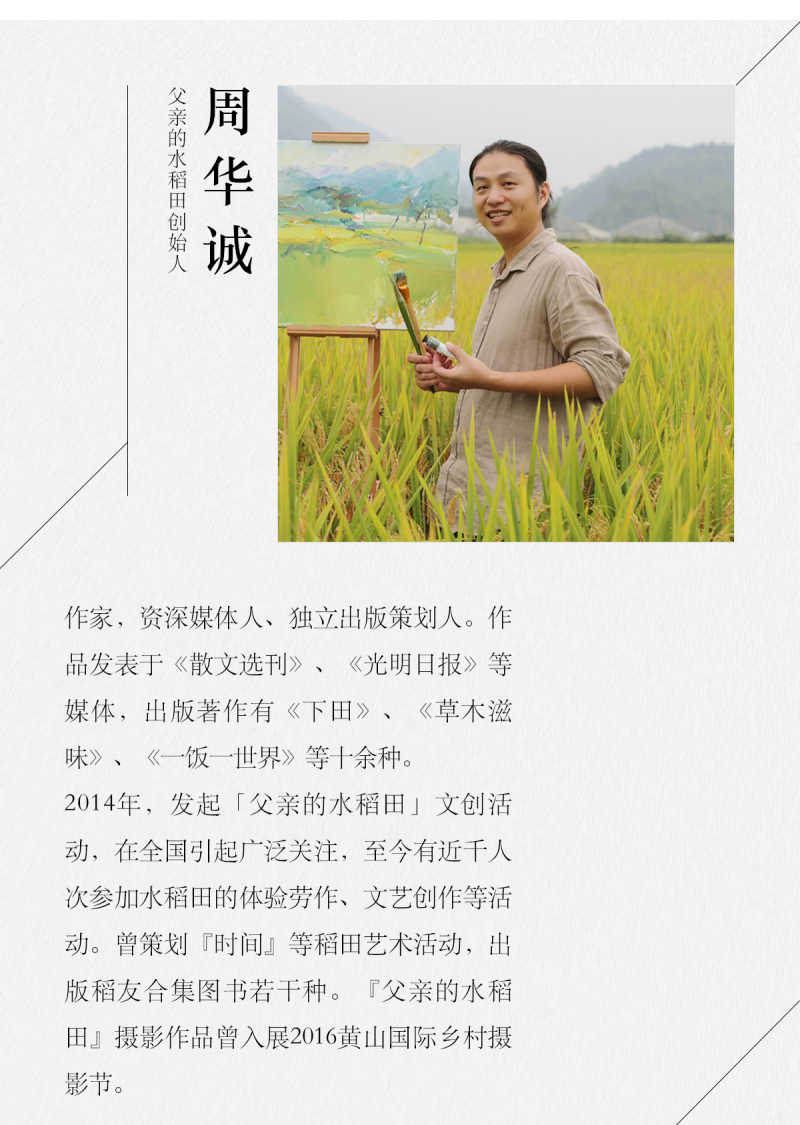 周华诚
父亲的水稻田创始人
作家，资深媒体人、独立出版策划人。作
品发表于《散文选刊》、《光明日报》等
媒体，出版著作有《下田》、《草木滋
味》、《一饭一世界》等十余种。
2014年，发起「父亲的水稻田」文创活
动，在全国引起广泛关注，至今有近千人
次参加水稻田的体验劳作、文艺创作等活
动。曾策划『时间』等稻田艺术活动，出
版稻友合集图书若干种。『父亲的水稻
田』摄影作品曾入展2016黄山国际乡村摄
影节。